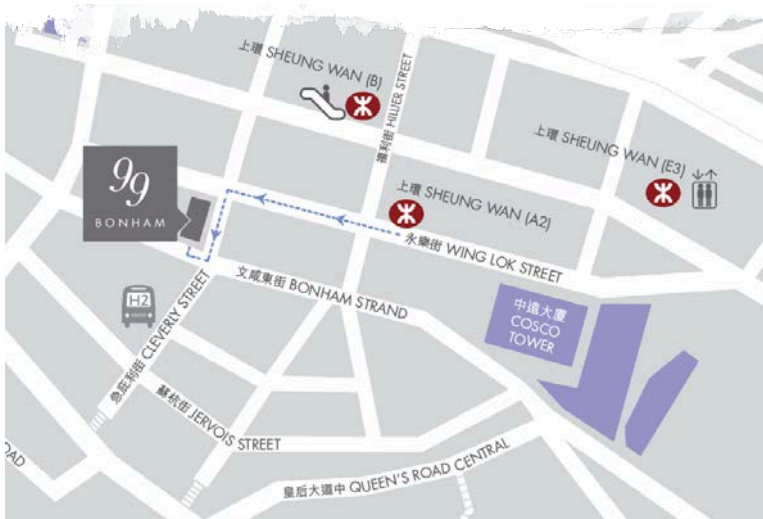 上環 SHEUNG WAN (B)
禧利街 HILLIER STREET
上環 SHEUNG WAN (E3)
99
BONHAM
上環 SHEUNG WAN (A2)
永樂街 WING LOK STREET
文咸東街 BONHAM STRAND
H2
急庇利街 CLEVERLY STREET
中遠大廈
COSCO
TOWER
蘇杭街 JERVOIS STREET
OAD
皇后大道中 QUEEN'S ROAD CENTRAL